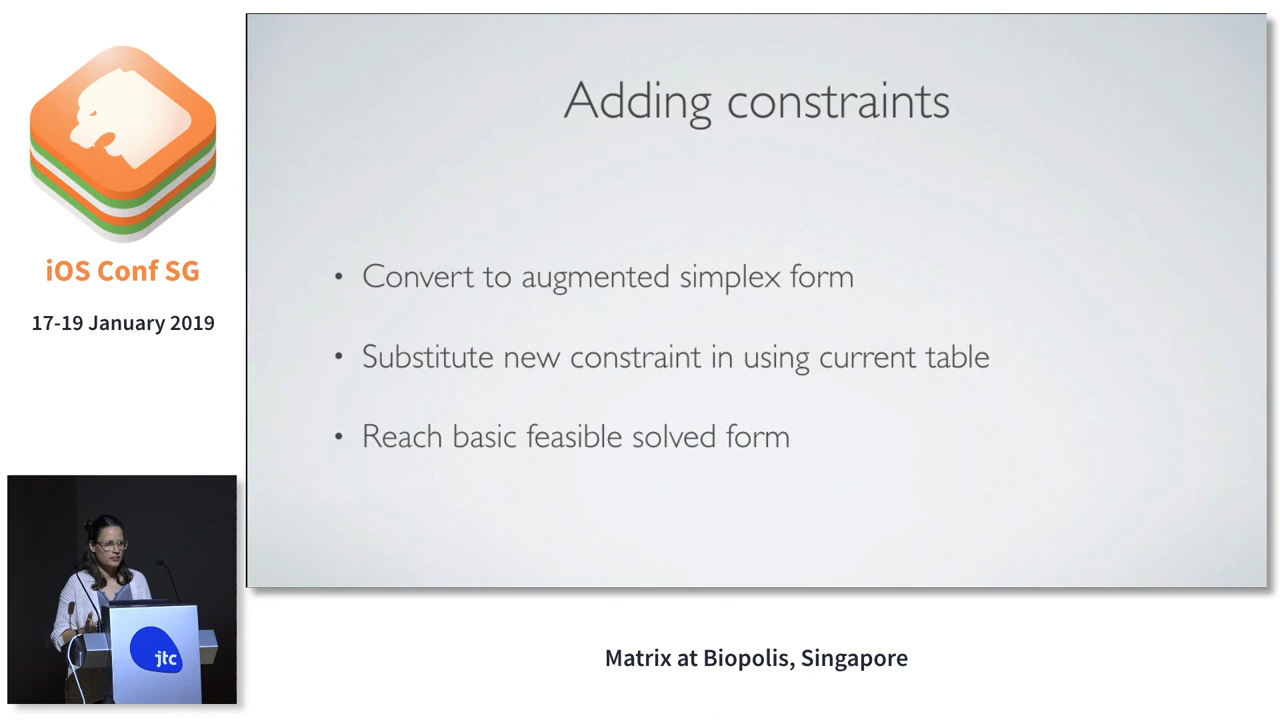 Adding constraints
• Convert to augmented simplex form
• Substitute new constraint in using current table
• Reach basic feasible solved form
iOS Conf SG
17-19 January 2019
jtc
Matrix at Biopolis, Singapore